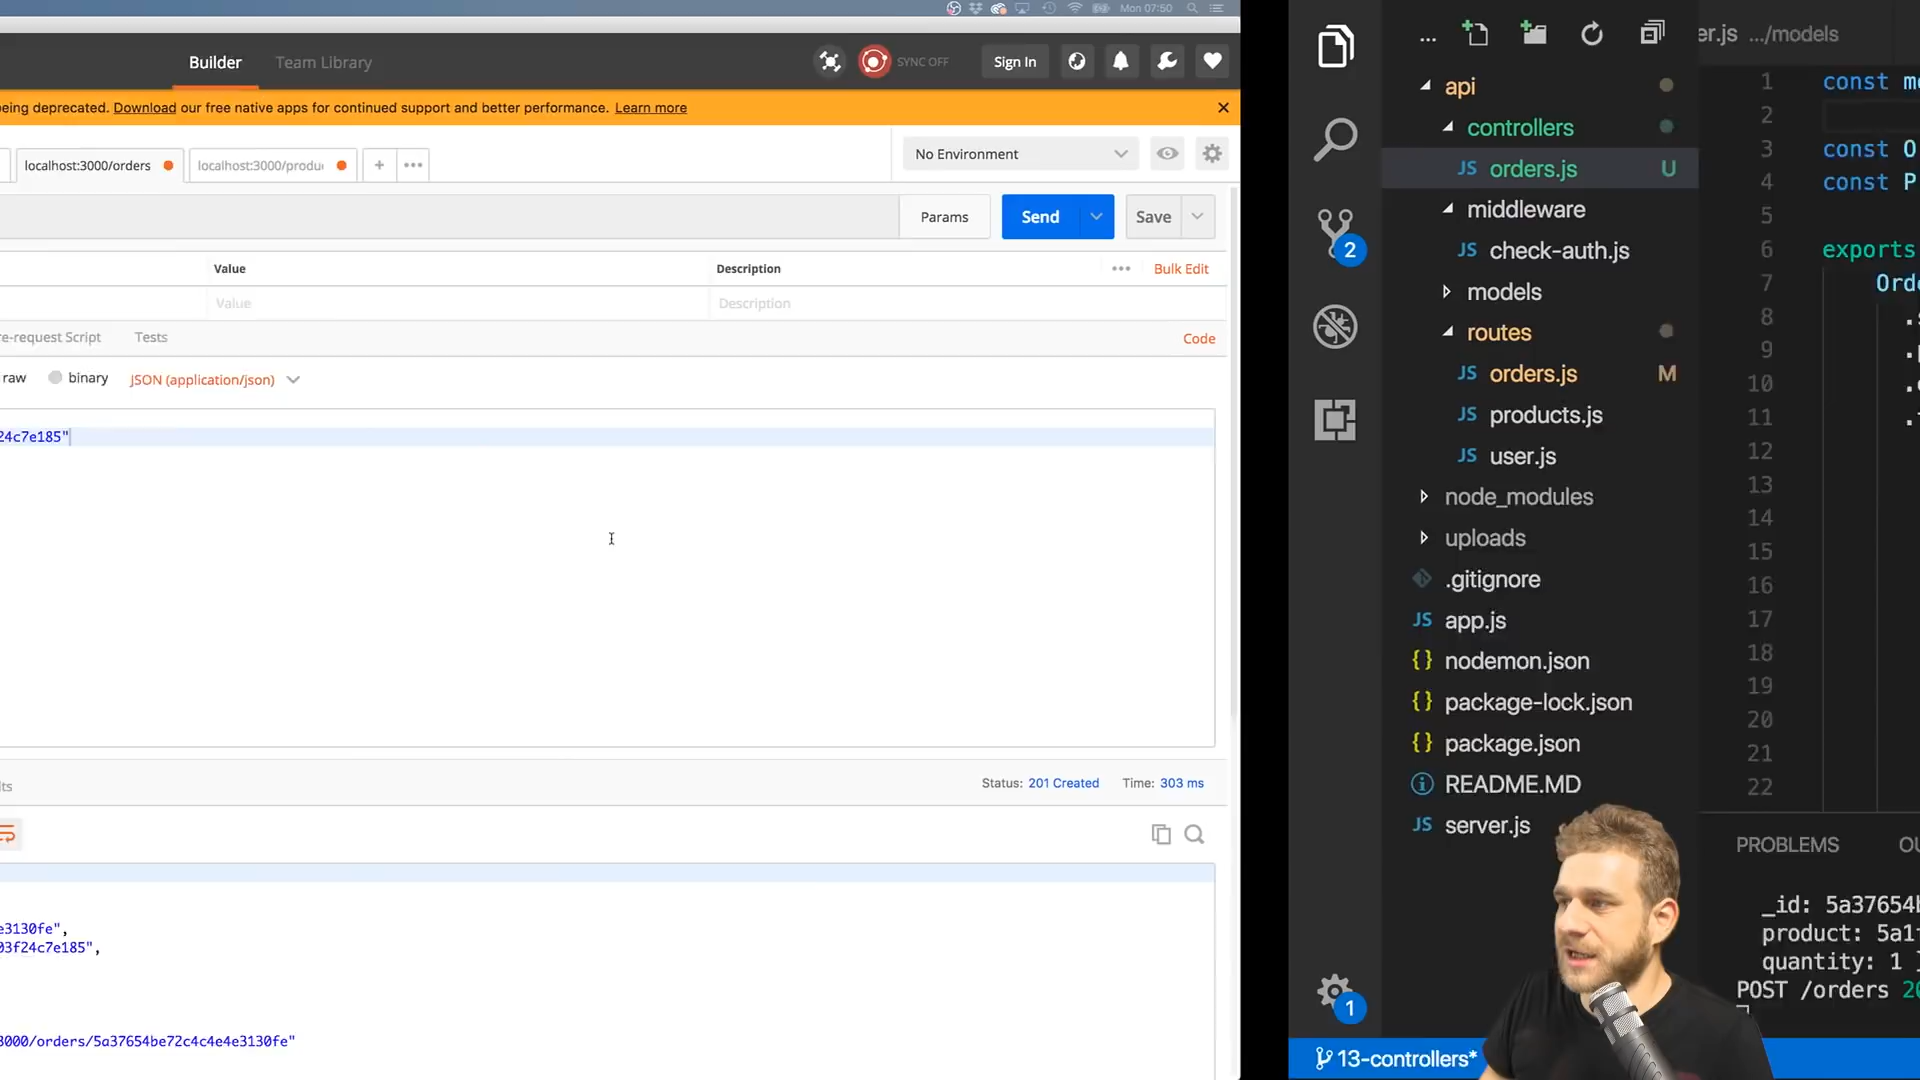 Mon 07:50
Builder
Team Library
SYNC OFF
Sign In
eing deprecated. Download our free native apps for continued support and better performance. Learn more
localhost:3000/orders
localhost:3000/produc
No Environment
Params
Send
Save
Value
Description
Bulk Edit
Value
Description
re-request Script
Tests
Code
raw
binary
JSON (application/json)
24c7e185"
ts
Status: 201 Created
Time: 303 ms
e3130fe",
03f24c7e185",
3000/orders/5a37654be72c4c4e4e3130fe"
er.js .../models
api
controllers
JS orders.js U
middleware
JS check-auth.js
models
routes
JS orders.js M
JS products.js
JS user.js
node_modules
uploads
.gitignore
JS app.js
{ } nodemon.json
{ } package-lock.json
{ } package.json
README.MD
JS server.js
2
1
13-controllers*
1 const m
2
3 const O
4 const P
5
6 exports
7 Orde
8 .s
9 .
10 .
11 .
12
13
14
15
16
17
18
19
20
21
22
PROBLEMS
OU
_id: 5a37654b
product: 5a1
quantity: 1 }
POST /orders 20